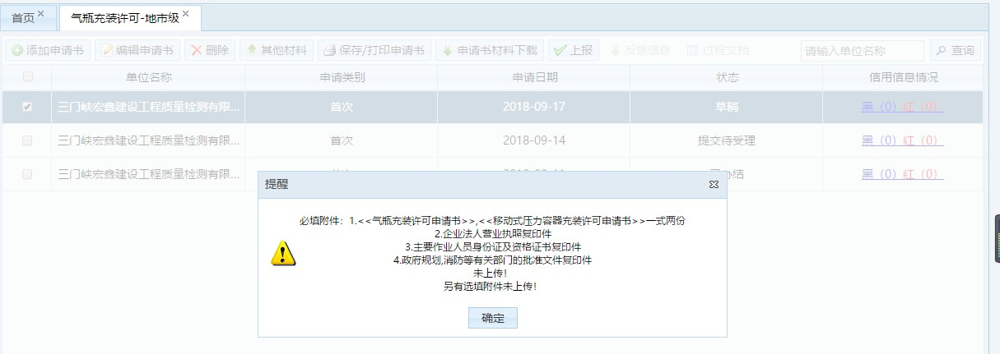 首页
气瓶充装许可-地市级
添加申请书 编辑申请书 删除 其他材料 保存/打印申请书 申请书材料下载 上报 反馈信息 过程文档 请输入单位名称 查询
单位名称 申请类别 申请日期 状态 信用信息情况
三门峡宏鑫建设工程质量检测有限... 首次 2018-09-17 草稿 黑（0）红（0）
三门峡宏鑫建设工程质量检测有限... 首次 2018-09-14 提交待受理 黑（0）红（0）
三门峡宏鑫建设工程质量检测有限... 办结 黑（0）红（0）
提醒
必填附件：1.<<气瓶充装许可申请书>>,<<移动式压力容器充装许可申请书>>一式两份
2.企业法人营业执照复印件
3.主要作业人员身份证及资格证书复印件
4.政府规划,消防等有关部门的批准文件复印件
未上传!
另有选填附件未上传!
确定